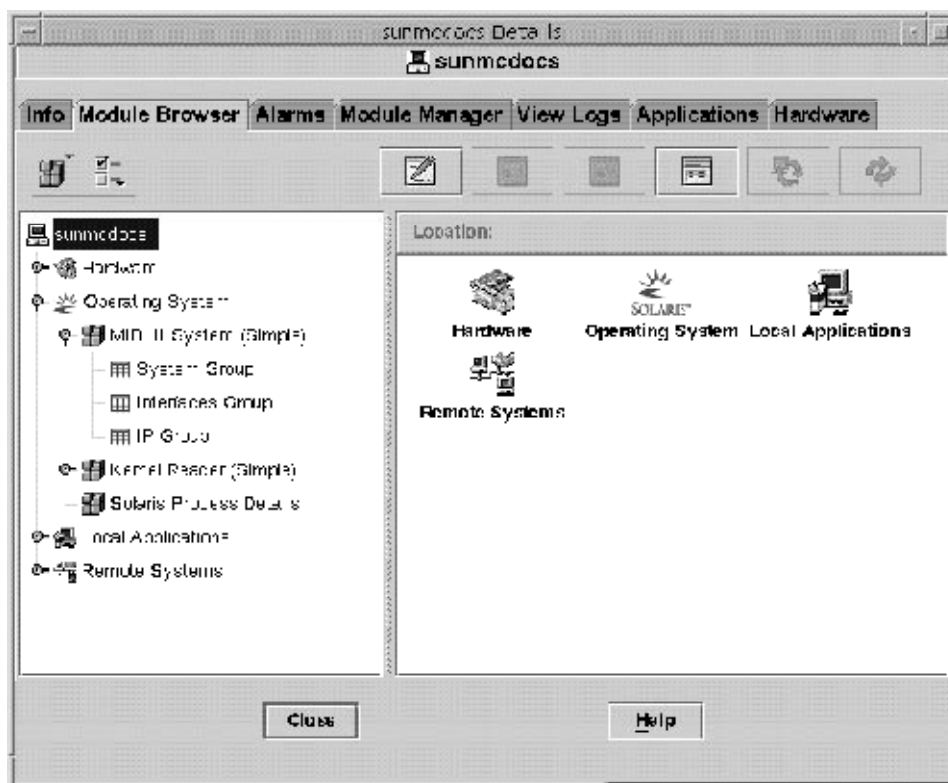 sunmcdocs Details
sunmcdocs
Info Module Browser Alarms Module Manager View Logs Applications Hardware
sunmcdocs
Location:
Hardware
Operating System
MIB-II System (Simple)
System Group
Interfaces Group
IP Group
Kernel Reader (Simple)
Solaris Process Details
Local Applications
Remote Systems
SOLARIS
Hardware Operating System Local Applications
Remote Systems
Close Help